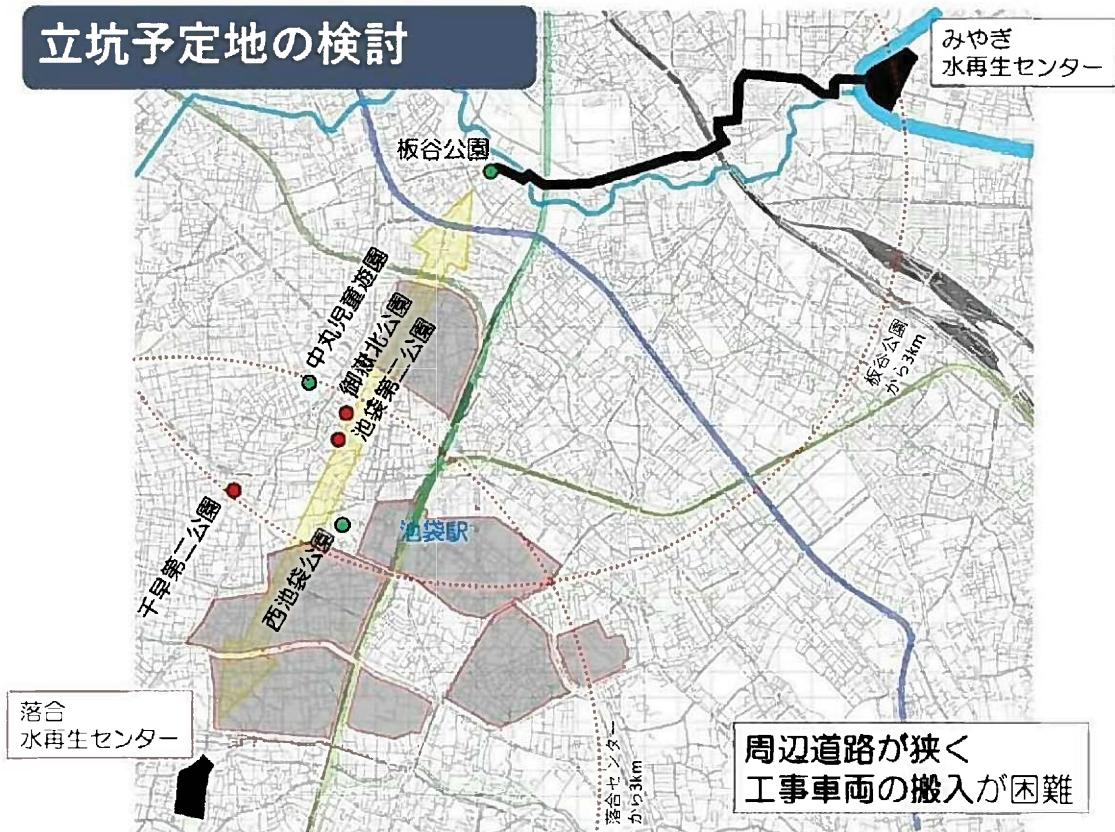 立坑予定地の検討
みやぎ
水再生センター
板谷公園
中丸児童遊園
御嶽北公園
池袋第二公園
板谷公園
から3km
千早第二公園
西池袋公園
池袋駅
落合
水再生センター
落合センター
から3km
周辺道路が狭く
工事車両の搬入が困難